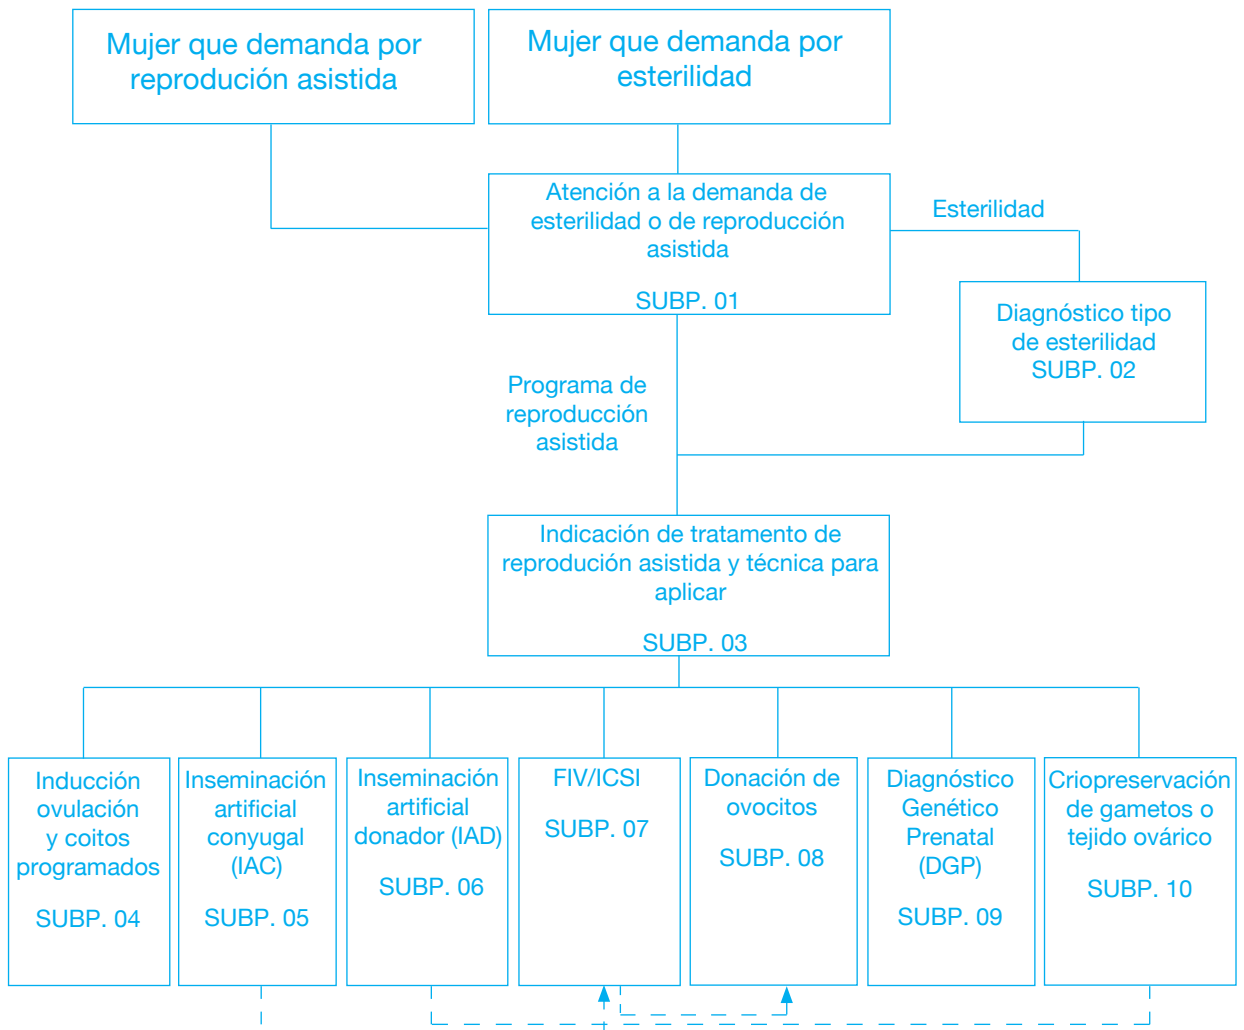 Mujer que demanda por
reprodución asistida
Mujer que demanda por
esterilidad
Atención a la demanda de
esterilidad o de reproducción
asistida
SUBP. 01
Esterilidad
Diagnóstico tipo
de esterilidad
SUBP. 02
Programa de
reproducción
asistida
Indicación de tratamento de
reprodución asistida y técnica para
aplicar
SUBP. 03
Inducción
ovulación
y coitos
programados
SUBP. 04
Inseminación
artificial
conyugal
(IAC)
SUBP. 05
Inseminación
artificial
donador (IAD)
SUBP. 06
FIV/ICSI
SUBP. 07
Donación de
ovocitos
SUBP. 08
Diagnóstico
Genético
Prenatal
(DGP)
SUBP. 09
Criopreservación
de gametos o
tejido ovárico
SUBP. 10